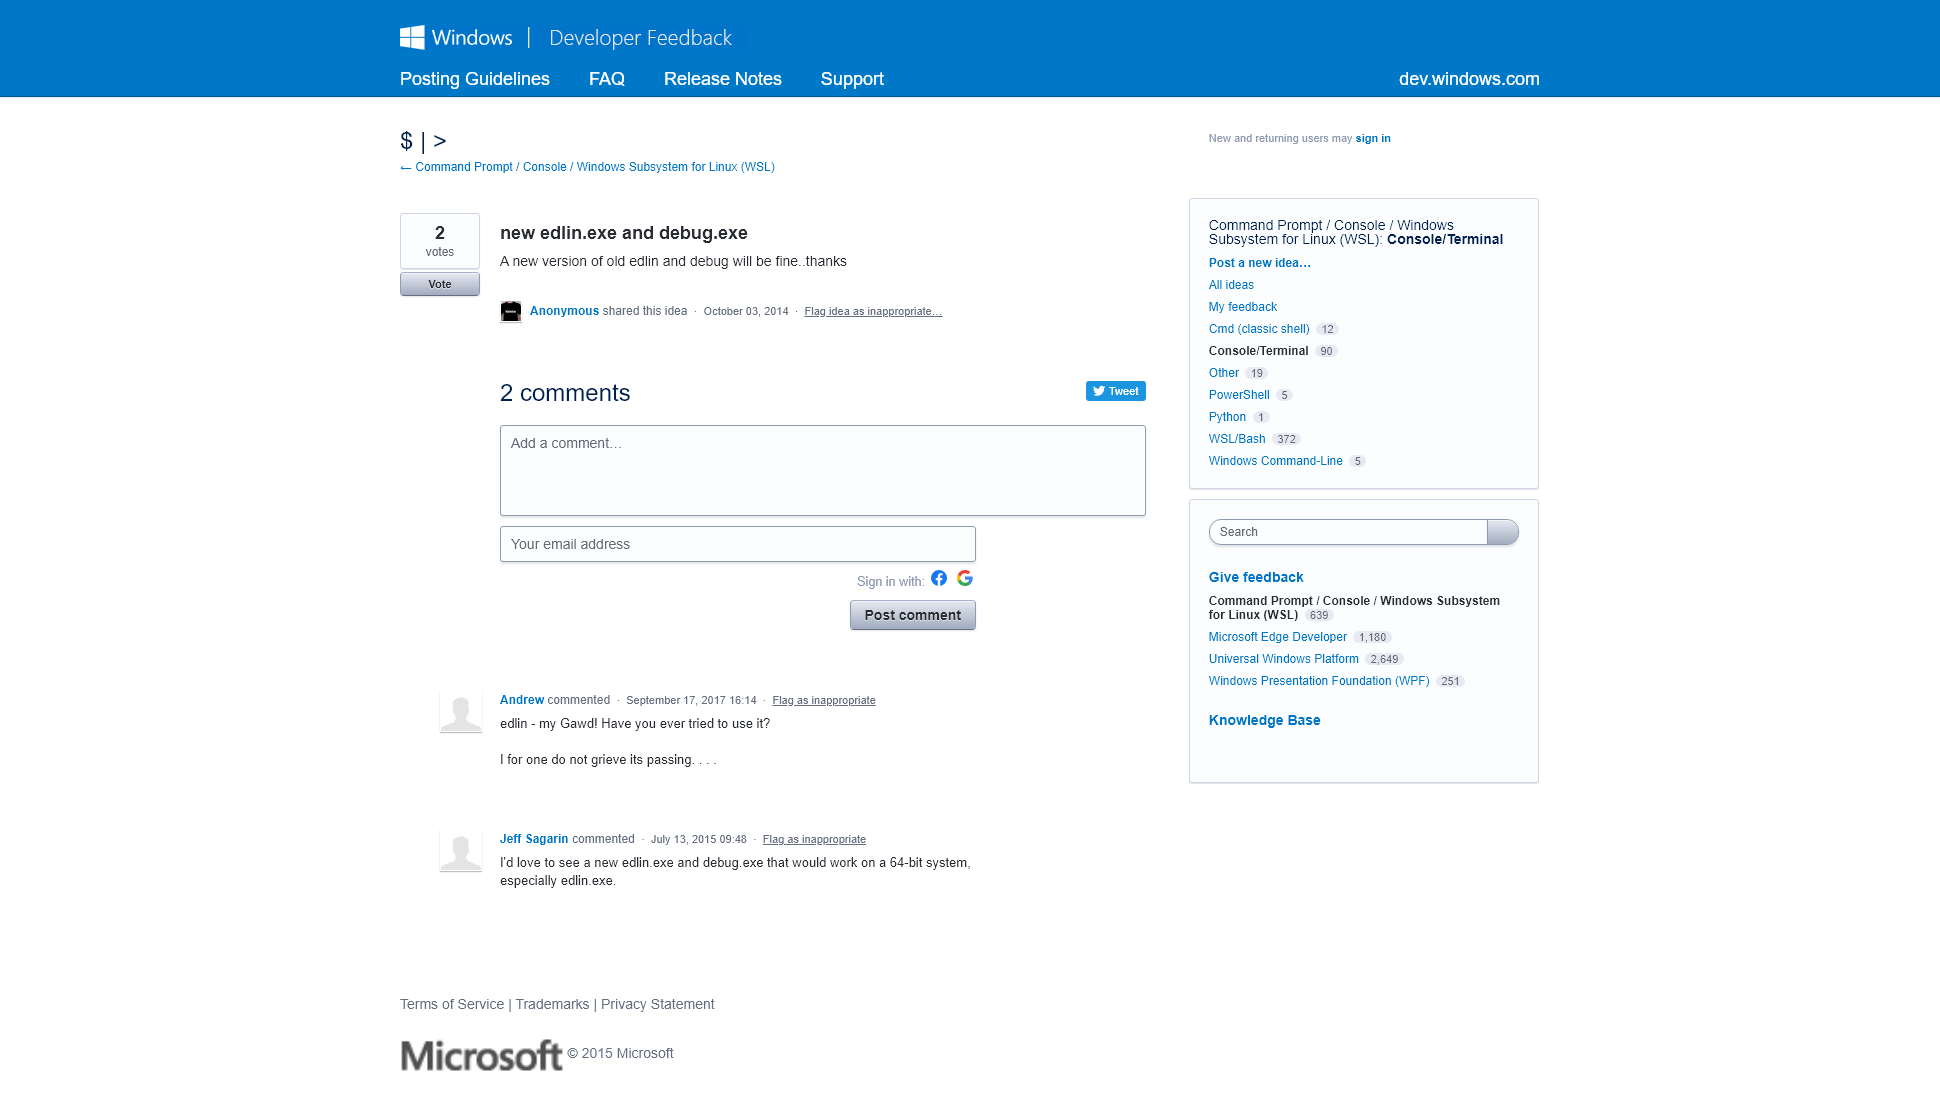 Windows | Developer Feedback
Posting Guidelines FAQ Release Notes Support dev.windows.com
$ | >
← Command Prompt / Console / Windows Subsystem for Linux (WSL)
New and returning users may sign in
2
votes
Vote
new edlin.exe and debug.exe
A new version of old edlin and debug will be fine..thanks
Anonymous shared this idea · October 03, 2014 · Flag idea as inappropriate…
2 comments
Tweet
Add a comment…
Your email address
Sign in with:
Post comment
Andrew commented · September 17, 2017 16:14 · Flag as inappropriate
edlin - my Gawd! Have you ever tried to use it?
I for one do not grieve its passing. . . .
Jeff Sagarin commented · July 13, 2015 09:48 · Flag as inappropriate
I'd love to see a new edlin.exe and debug.exe that would work on a 64-bit system,
especially edlin.exe.
Command Prompt / Console / Windows
Subsystem for Linux (WSL): Console/Terminal
Post a new idea…
All ideas
My feedback
Cmd (classic shell) 12
Console/Terminal 90
Other 19
PowerShell 5
Python 1
WSL/Bash 372
Windows Command-Line 5
Search
Give feedback
Command Prompt / Console / Windows Subsystem
for Linux (WSL) 639
Microsoft Edge Developer 1,180
Universal Windows Platform 2,649
Windows Presentation Foundation (WPF) 251
Knowledge Base
Terms of Service | Trademarks | Privacy Statement
Microsoft © 2015 Microsoft